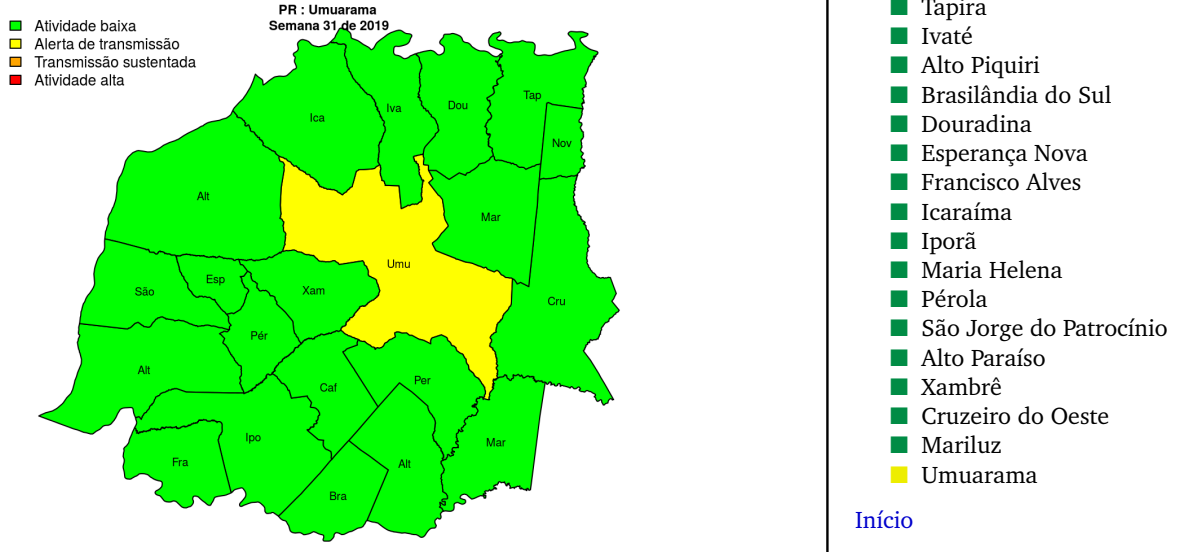 PR : Umuarama
Semana 31 de 2019
Atividade baixa
Alerta de transmissão
Transmissão sustentada
Atividade alta
Ica
Iva
Dou
Tap
Nov
Alt
Mar
Umu
Esp
São
Xam
Cru
Pér
Alt
Caf
Per
Ipo
Mar
Fra
Alt
Bra
Tapira
Ivaté
Alto Piquiri
Brasilândia do Sul
Douradina
Esperança Nova
Francisco Alves
Icaraíma
Iporã
Maria Helena
Pérola
São Jorge do Patrocínio
Alto Paraíso
Xambrê
Cruzeiro do Oeste
Mariluz
Umuarama
Início